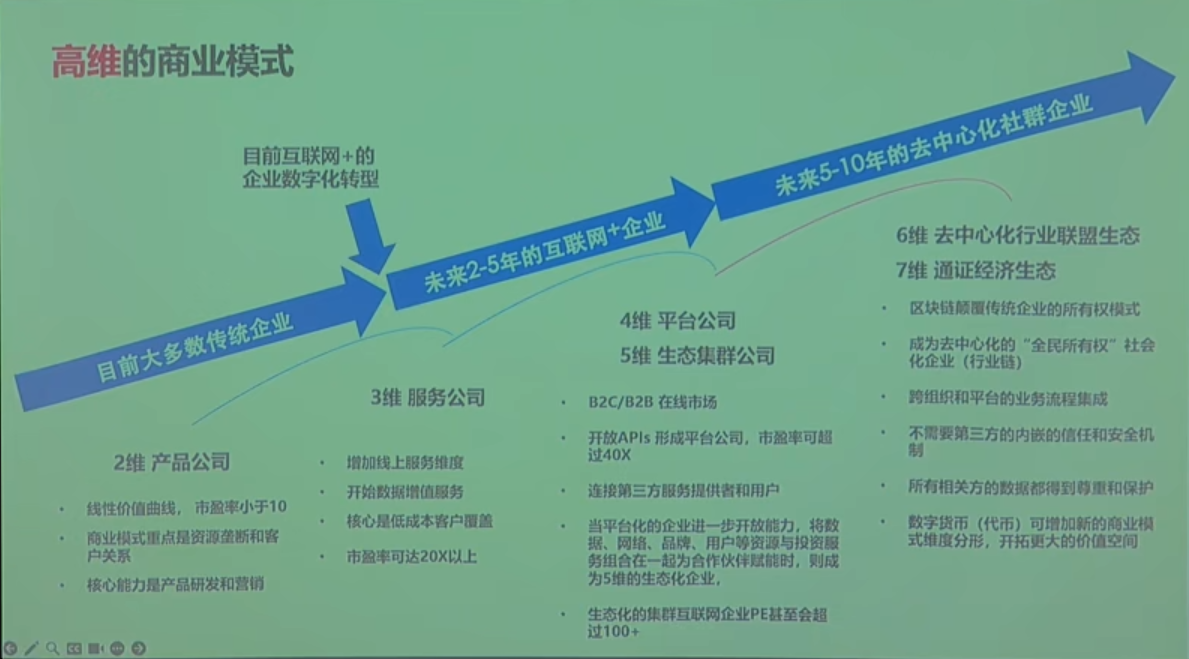 高维的商业模式
目前互联网+的
企业数字化转型
目前大多数传统企业
未来2-5年的互联网+企业
未来5-10年的去中心化社群企业
2维 产品公司
• 线性价值曲线，市盈率小于10
• 商业模式重点是资源垄断和客
户关系
• 核心能力是产品研发和营销
3维 服务公司
• 增加线上服务维度
• 开始数据增值服务
• 核心是低成本客户覆盖
• 市盈率可达20X以上
4维 平台公司
5维 生态集群公司
• B2C/B2B 在线市场
• 开放APIs 形成平台公司，市盈率可超
过40X
• 连接第三方服务提供者和用户
• 当平台化的企业进一步开放能力，将数
据、网络、品牌、用户等资源与投资服
务组合在一起为合作伙伴赋能时，则成
为5维的生态化企业，
• 生态化的集群互联网企业PE甚至会超
过100+
6维 去中心化行业联盟生态
7维 通证经济生态
• 区块链颠覆传统企业的所有权模式
• 成为去中心化的“全民所有权”社会
化企业（行业链）
• 跨组织和平台的业务流程集成
• 不需要第三方的内嵌的信任和安全机
制
• 所有相关方的数据都得到尊重和保护
• 数字货币（代币）可增加新的商业模
式维度分形，开拓更大的价值空间